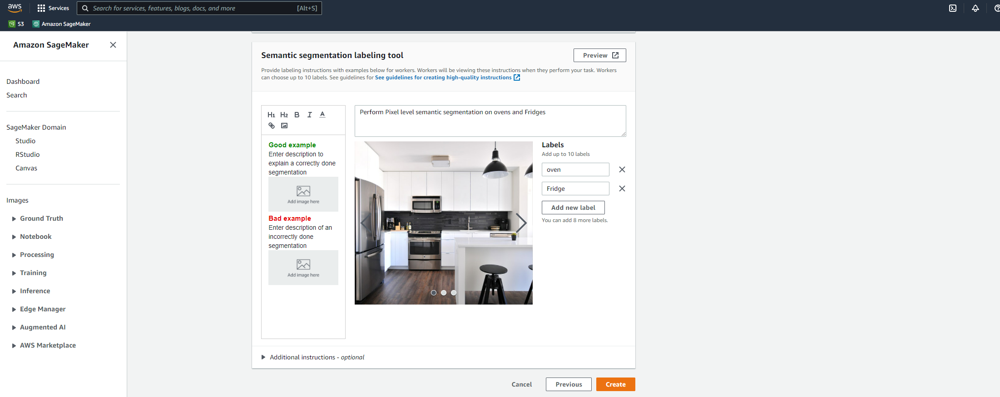 aws
Services
Search for services, features, blogs, docs, and more
[Alt+S]
S3
Amazon SageMaker
Amazon SageMaker
Dashboard
Search
SageMaker Domain
Studio
RStudio
Canvas
Images
Ground Truth
Notebook
Processing
Training
Inference
Edge Manager
Augmented AI
AWS Marketplace
Semantic segmentation labeling tool
Preview
Provide labeling instructions with examples below for workers. Workers will be viewing these instructions when they perform your task. Workers
can choose up to 10 labels. See guidelines for See guidelines for creating high-quality instructions
H1 H2 B I A
Good example
Enter description to
explain a correctly done
segmentation
Add image here
Bad example
Enter description of an
incorrectly done
segmentation
Add image here
Perform Pixel level semantic segmentation on ovens and Fridges
Labels
Add up to 10 labels
oven
Fridge
Add new label
You can add 8 more labels.
Additional instructions - optional
Cancel
Previous
Create